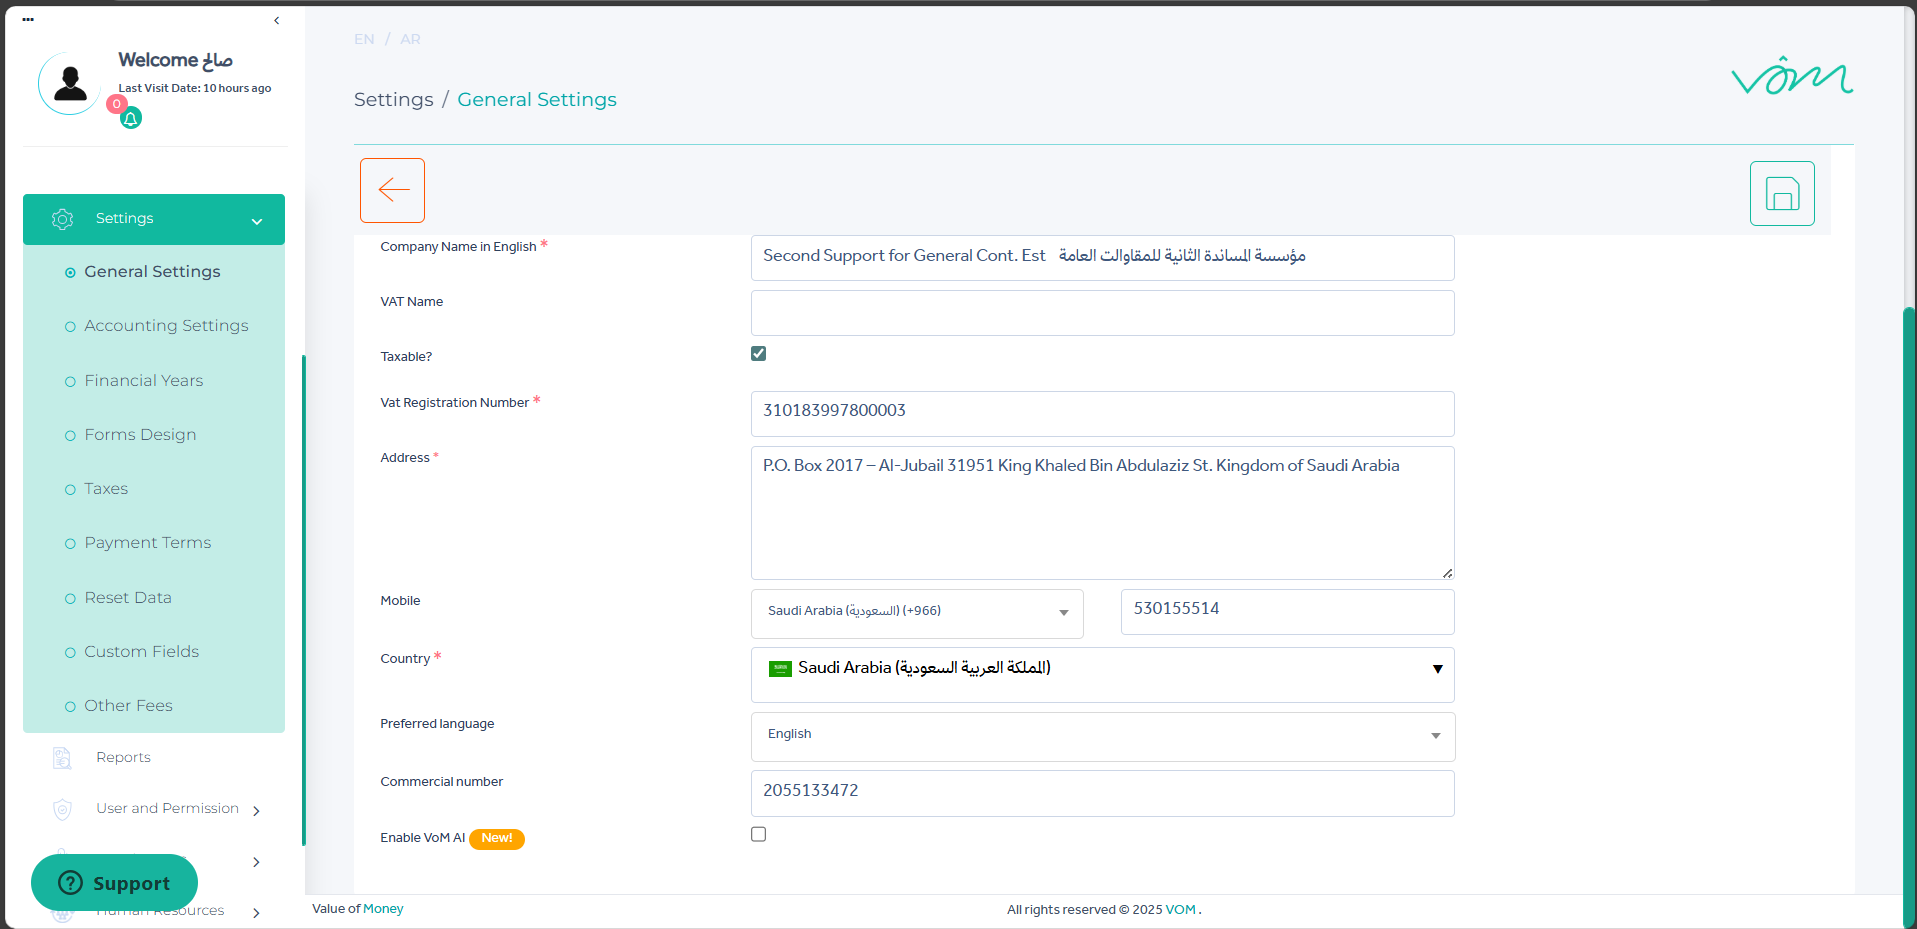 Welcome صالح
Last Visit Date: 10 hours ago
0
Settings
General Settings
Accounting Settings
Financial Years
Forms Design
Taxes
Payment Terms
Reset Data
Custom Fields
Other Fees
Reports
User and Permission
Human Resources
Support
EN / AR
Settings / General Settings
vôm
Company Name in English *
Second Support for General Cont. Est مؤسسة المساندة الثانية للمقاولات العامة
VAT Name
Taxable?
Vat Registration Number *
310183997800003
Address *
P.O. Box 2017 – Al-Jubail 31951 King Khaled Bin Abdulaziz St. Kingdom of Saudi Arabia
Mobile
Saudi Arabia (‫السعودية‬‎) (+966)
530155514
Country *
Saudi Arabia (المملكة العربية السعودية)
Preferred language
English
Commercial number
2055133472
Enable VoM AI New!
Value of Money
All rights reserved © 2025 VOM .